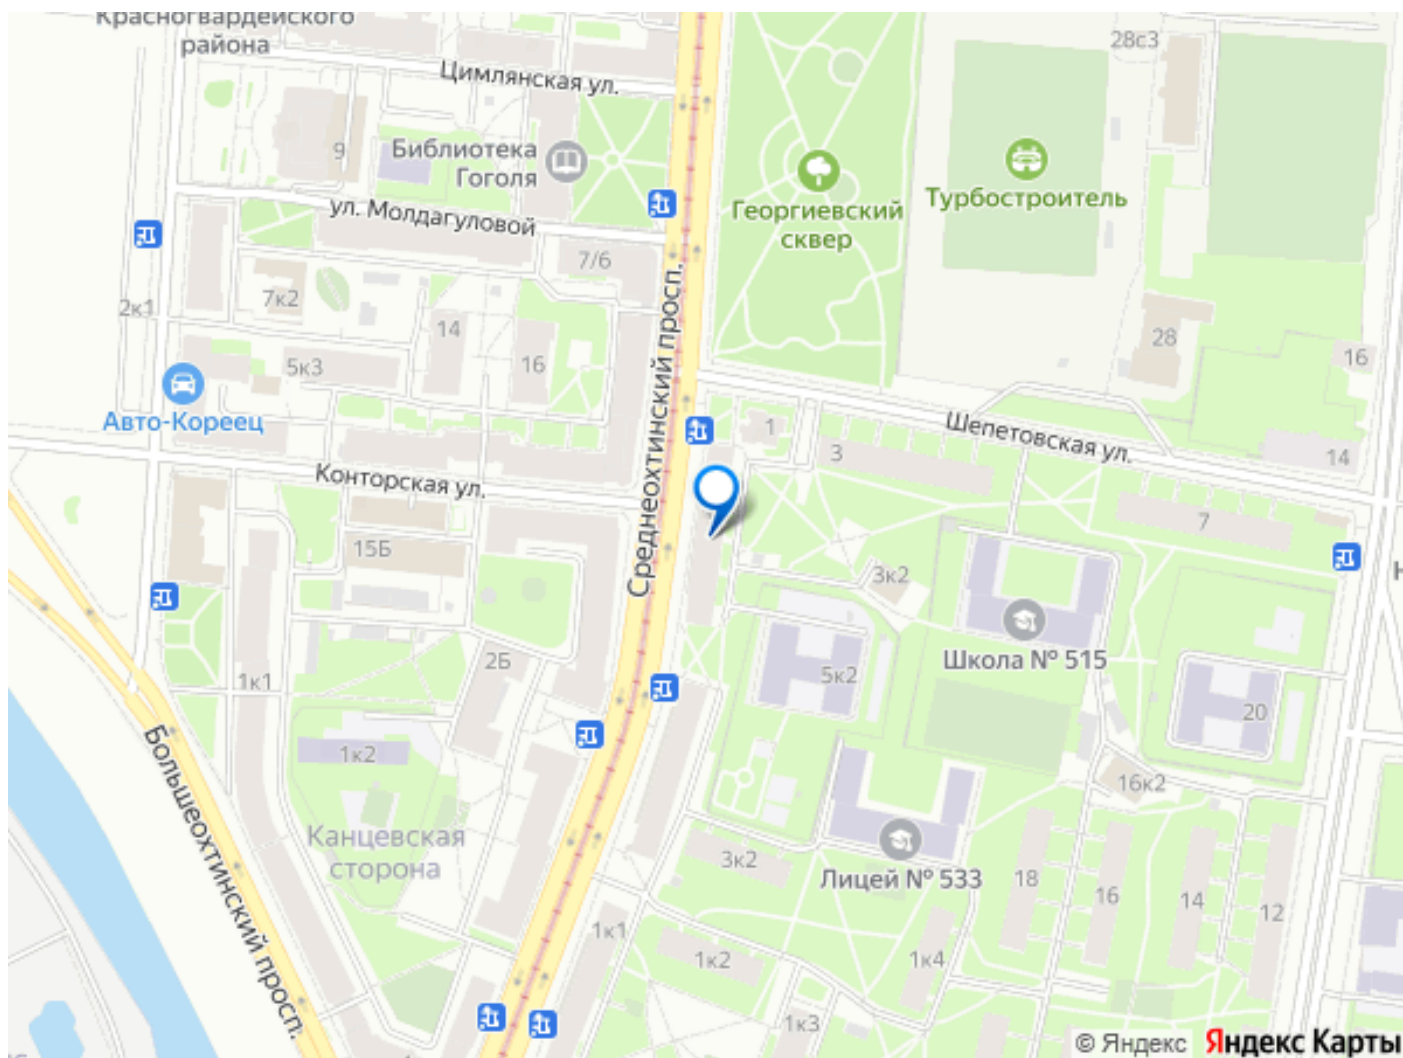 Красногвардейского
района
Цимлянская ул.
28с3
9
Библиотека
Гоголя
Георгиевский
сквер
Турбостроитель
ул. Молдагуловой
7/6
7к2
2к1
14
16
28
16
5к3
Авто-Кореец
Среднеохтинский просп.
1
3
Шепетовская ул.
14
Конторская ул.
7
15Б
3к2
Школа № 515
2Б
5к2
1к1
20
1к2
Большеохтинский просп.
16к2
Канцевская
сторона
3к2
Лицей № 533
18
16
14
12
1к1
1к2
1к4
1к3
© Яндекс Яндекс Карты